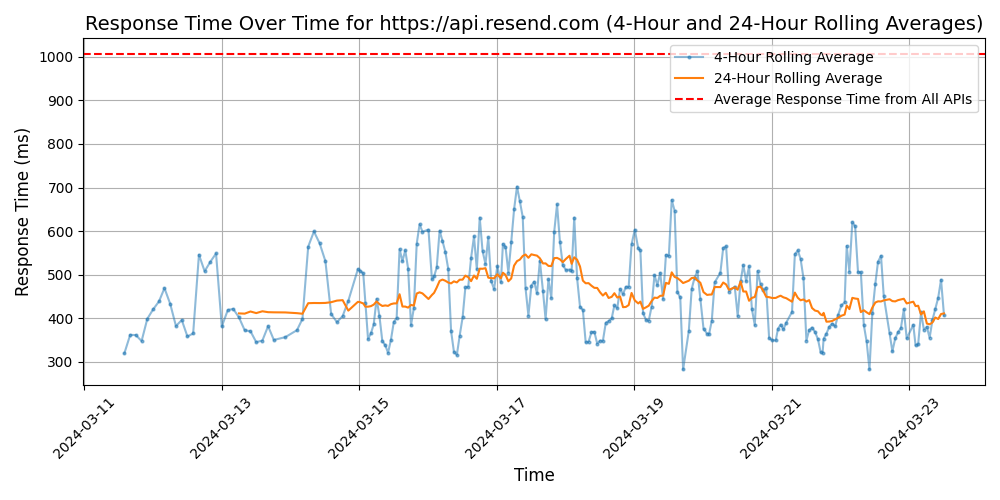 Response Time Over Time for https://api.resend.com (4-Hour and 24-Hour Rolling Averages)
4-Hour Rolling Average
24-Hour Rolling Average
Average Response Time from All APIs
Response Time (ms)
1000
900
800
700
600
500
400
300
2024-03-11
2024-03-13
2024-03-15
2024-03-17
2024-03-19
2024-03-21
2024-03-23
Time